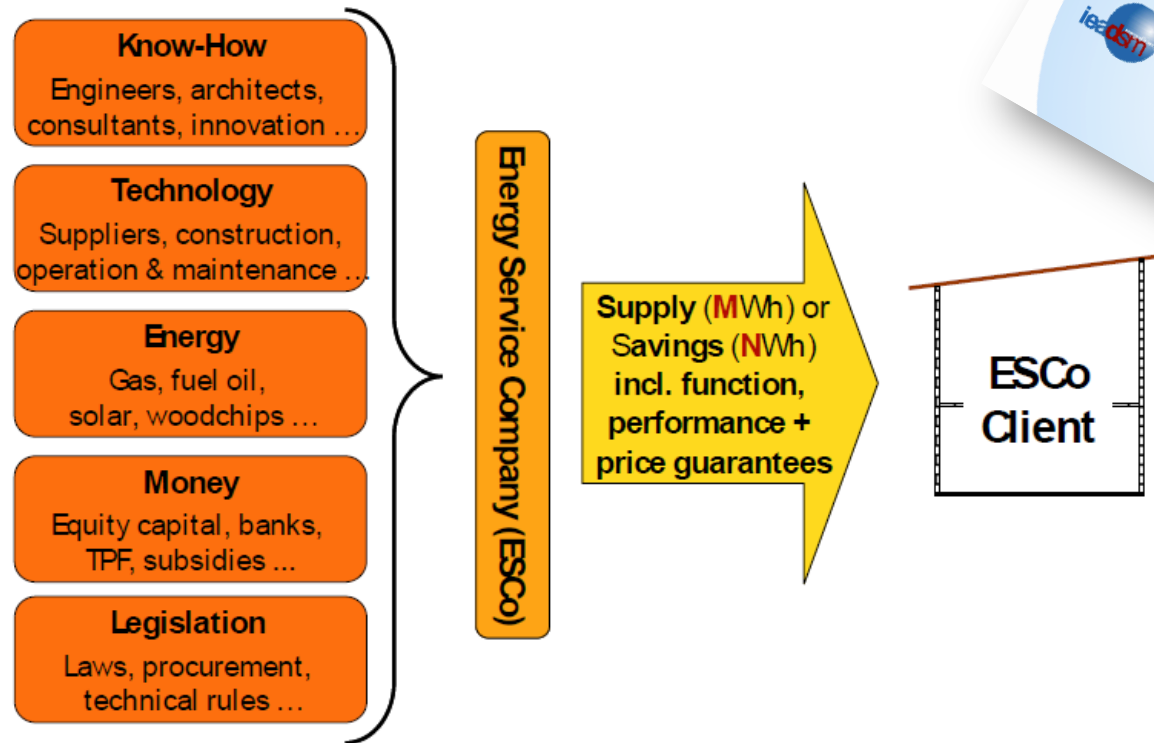 Know-How
Engineers, architects,
consultants, innovation ...
Technology
Suppliers, construction,
operation & maintenance ...
Energy
Gas, fuel oil,
solar, woodchips ...
Money
Equity capital, banks,
TPF, subsidies ...
Legislation
Laws, procurement,
technical rules ...
Energy Service Company (ESCo)
Supply (MWh) or
Savings (NWh)
incl. function,
performance +
price guarantees
ESCo
Client
ieadsm